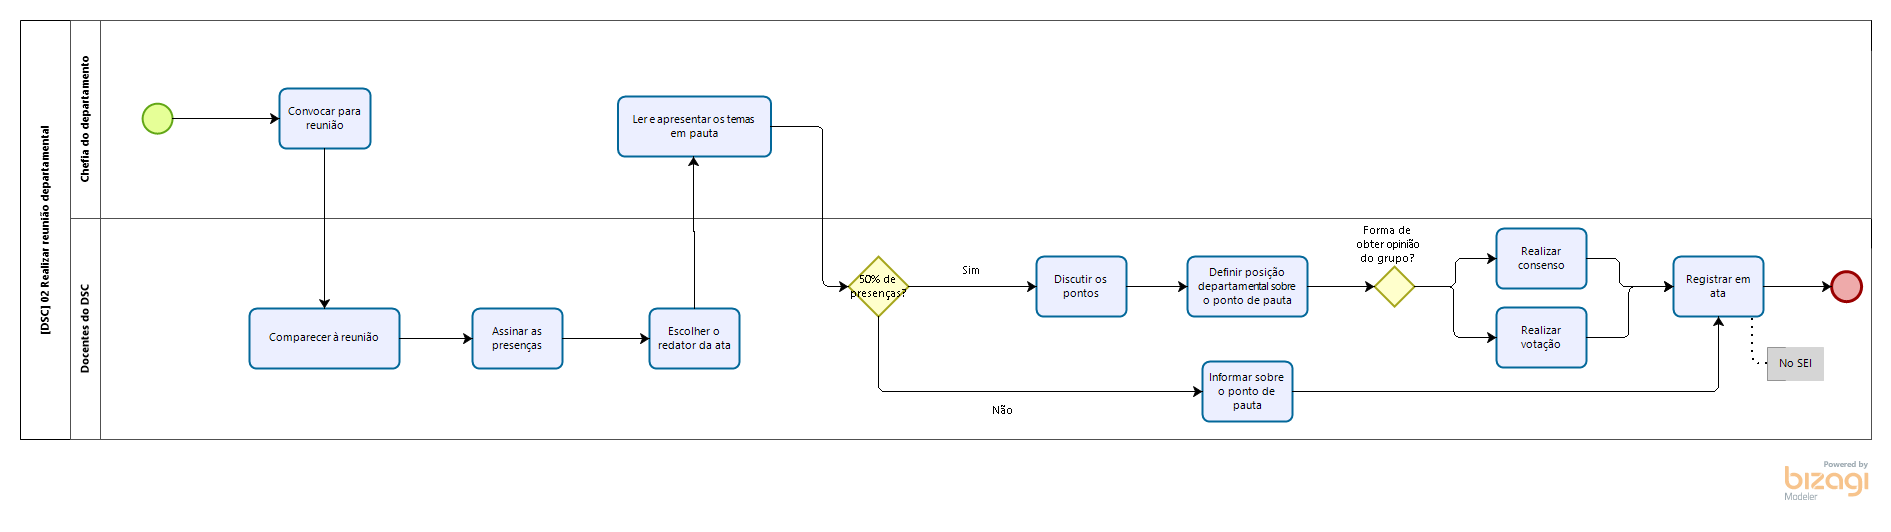 [DSC] 02 Realizar reunião departamental
Chefia do departamento
Convocar para
reunião
Ler e apresentar os temas
em pauta
Docentes do DSC
Comparecer à reunião
Assinar as
presenças
Escolher o
redator da ata
50% de
presenças?
Sim
Não
Discutir os
pontos
Definir posição
departamental sobre
o ponto de pauta
Informar sobre
o ponto de
pauta
Forma de
obter opinião
do grupo?
Realizar
consenso
Realizar
votação
Registrar em
ata
No SEI
Powered by
bizagi
Modeler